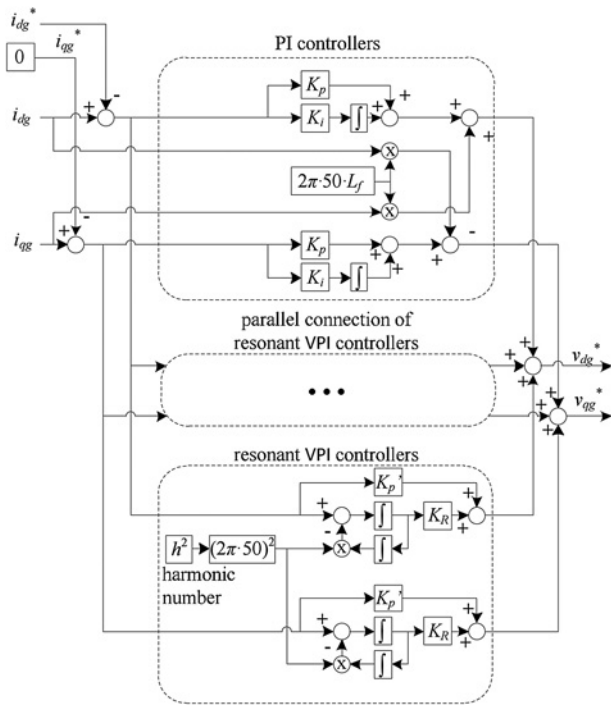 i_dg*
i_qg*
0
PI controllers
-
K_p
+
i_dg
+
K_i
∫
+
+
+
x
2π·50·L_f
x
-
-
i_qg
+
K_p
+
+
+
K_i
∫
parallel connection of
resonant VPI controllers
+
v_dg*
+
+
•••
+
v_qg*
+
+
resonant VPI controllers
K_p'
+
+
∫
K_R
+
-
h²
(2π·50)²
x
∫
harmonic
number
K_p'
+
+
∫
K_R
+
-
x
∫